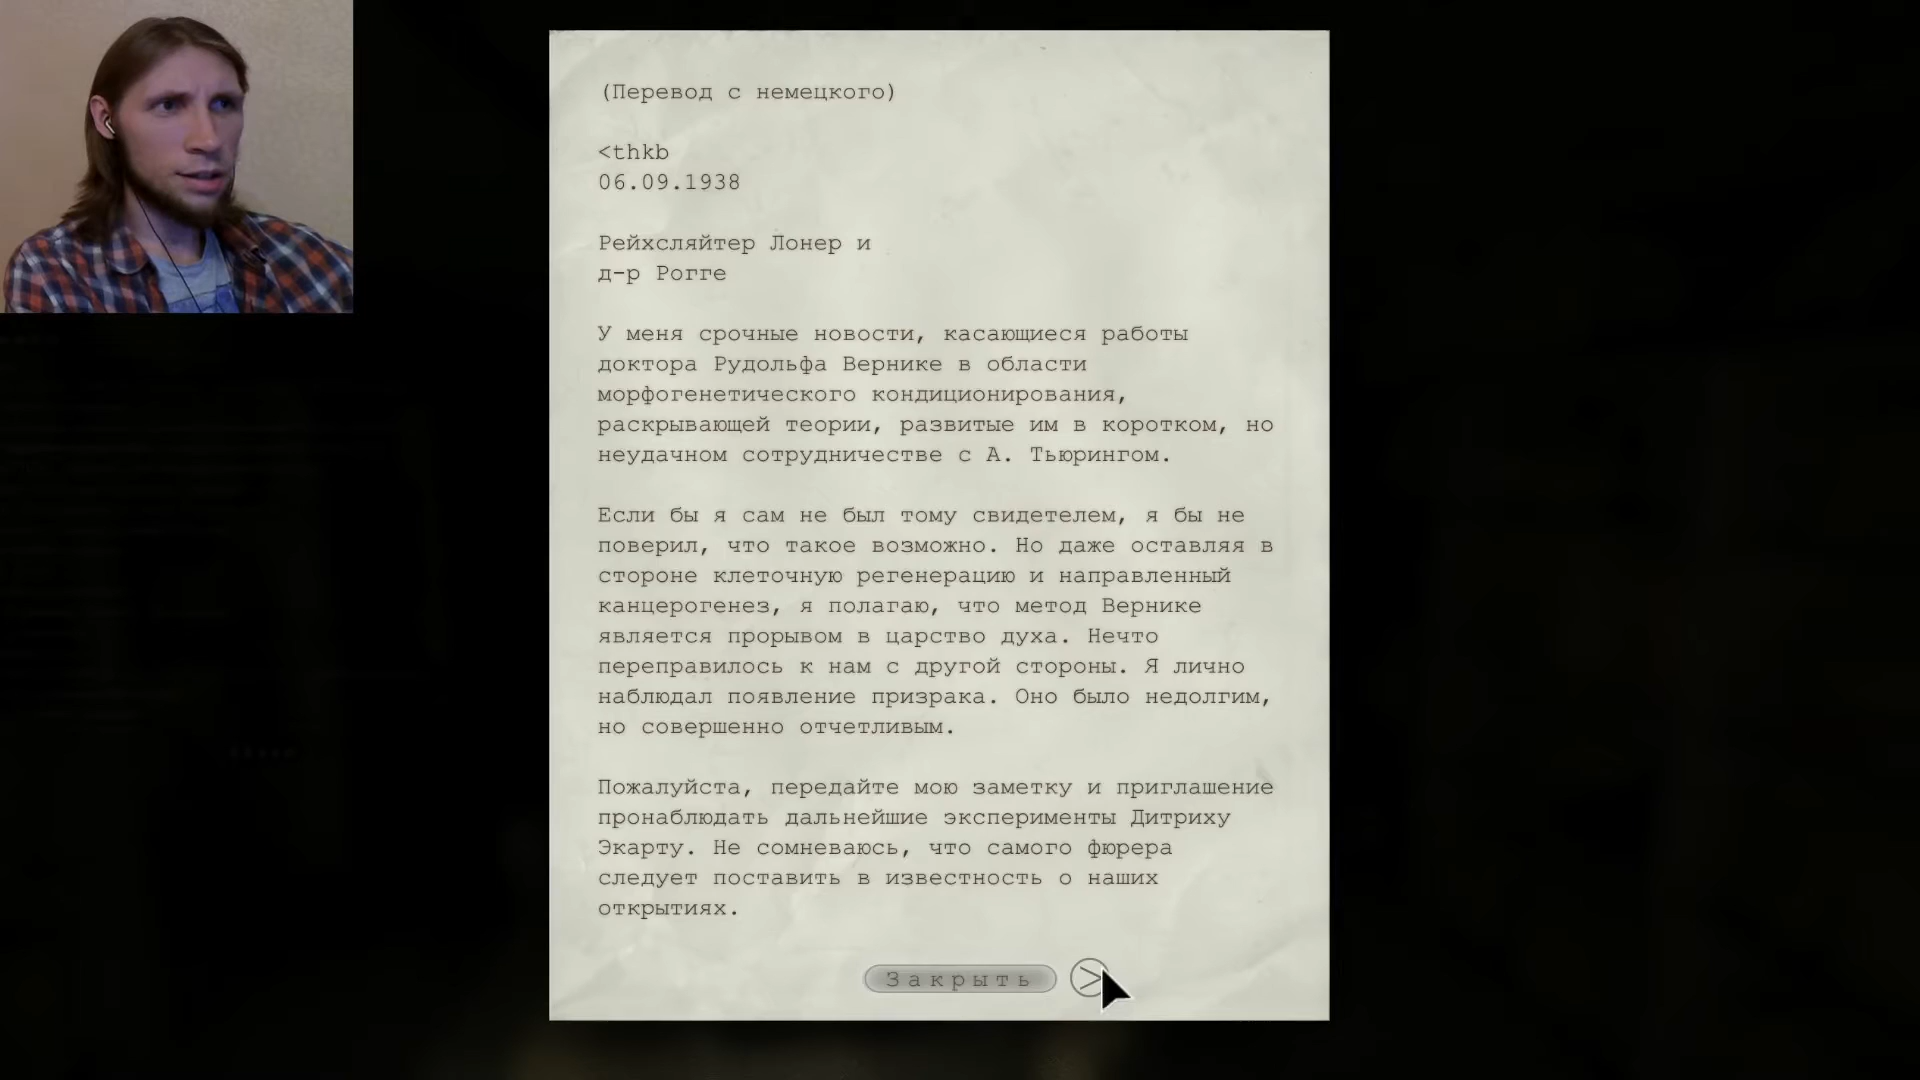 (Перевод с немецкого)
<thkb
06.09.1938
Рейхсляйтер Лонер и
д-р Рогге
У меня срочные новости, касающиеся работы
доктора Рудольфа Вернике в области
морфогенетического кондиционирования,
раскрывающей теории, развитые им в коротком, но
неудачном сотрудничестве с А. Тьюрингом.
Если бы я сам не был тому свидетелем, я бы не
поверил, что такое возможно. Но даже оставляя в
стороне клеточную регенерацию и направленный
канцерогенез, я полагаю, что метод Вернике
является прорывом в царство духа. Нечто
переправилось к нам с другой стороны. Я лично
наблюдал появление призрака. Оно было недолгим,
но совершенно отчетливым.
Пожалуйста, передайте мою заметку и приглашение
пронаблюдать дальнейшие эксперименты Дитриху
Экарту. Не сомневаюсь, что самого фюрера
следует поставить в известность о наших
открытиях.
Закрыть >